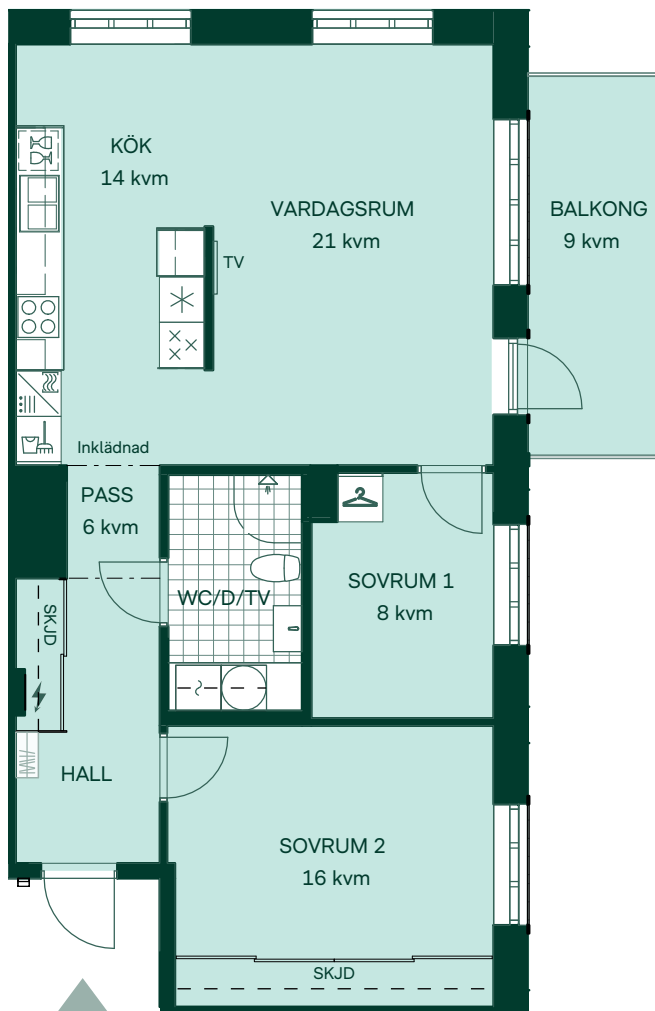 KÖK
14 kvm
VARDAGSRUM
21 kvm
BALKONG
9 kvm
TV
Inklädnad
PASS
6 kvm
WC/D/TV
SOVRUM 1
8 kvm
SKJD
HALL
SOVRUM 2
16 kvm
SKJD